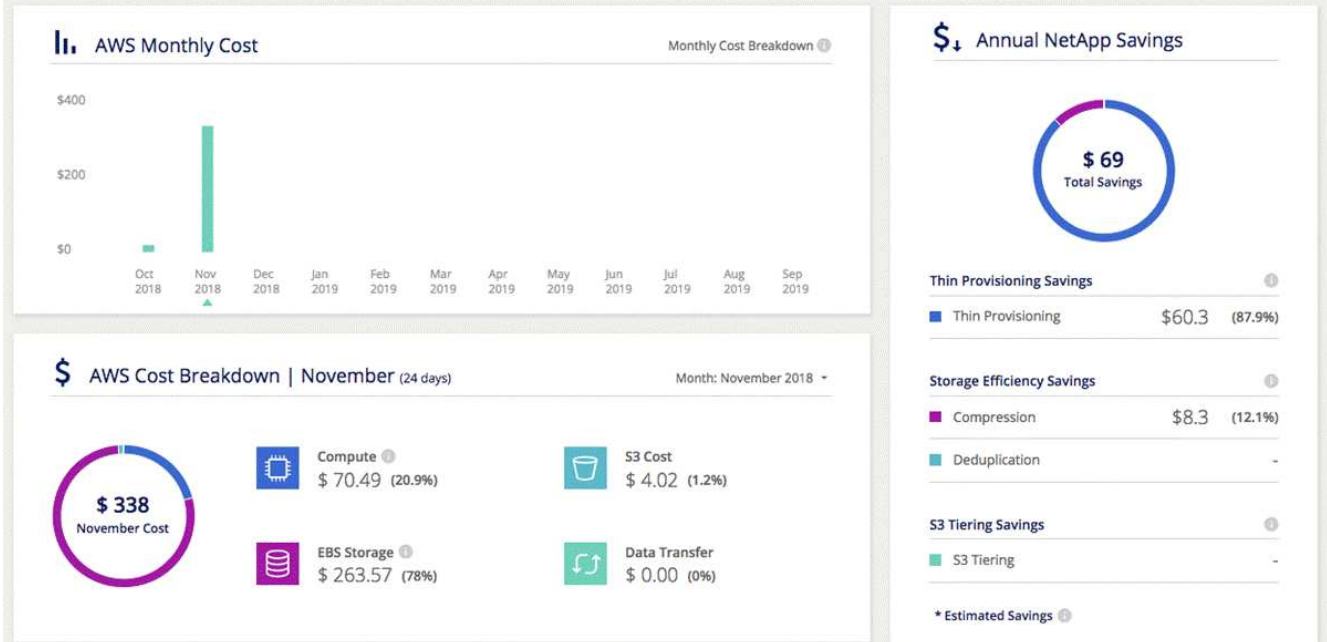 AWS Monthly Cost
Monthly Cost Breakdown
$400
$200
$0
Oct 2018
Nov 2018
Dec 2018
Jan 2019
Feb 2019
Mar 2019
Apr 2019
May 2019
Jun 2019
Jul 2019
Aug 2019
Sep 2019
$ AWS Cost Breakdown | November (24 days)
Month: November 2018
$ 338
November Cost
Compute
$ 70.49 (20.9%)
S3 Cost
$ 4.02 (1.2%)
EBS Storage
$ 263.57 (78%)
Data Transfer
$ 0.00 (0%)
$ Annual NetApp Savings
$ 69
Total Savings
Thin Provisioning Savings
Thin Provisioning $60.3 (87.9%)
Storage Efficiency Savings
Compression $8.3 (12.1%)
Deduplication -
S3 Tiering Savings
S3 Tiering -
* Estimated Savings